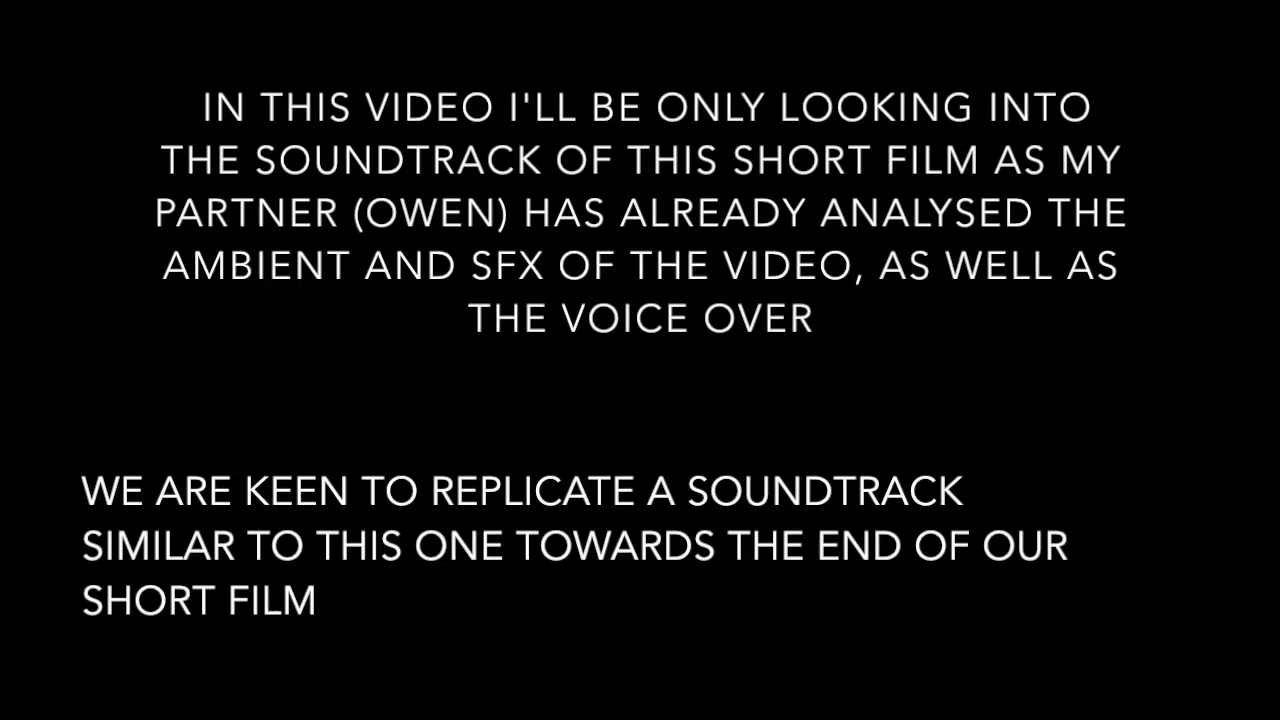 IN THIS VIDEO I'LL BE ONLY LOOKING INTO
THE SOUNDTRACK OF THIS SHORT FILM AS MY
PARTNER (OWEN) HAS ALREADY ANALYSED THE
AMBIENT AND SFX OF THE VIDEO, AS WELL AS
THE VOICE OVER
WE ARE KEEN TO REPLICATE A SOUNDTRACK
SIMILAR TO THIS ONE TOWARDS THE END OF OUR
SHORT FILM